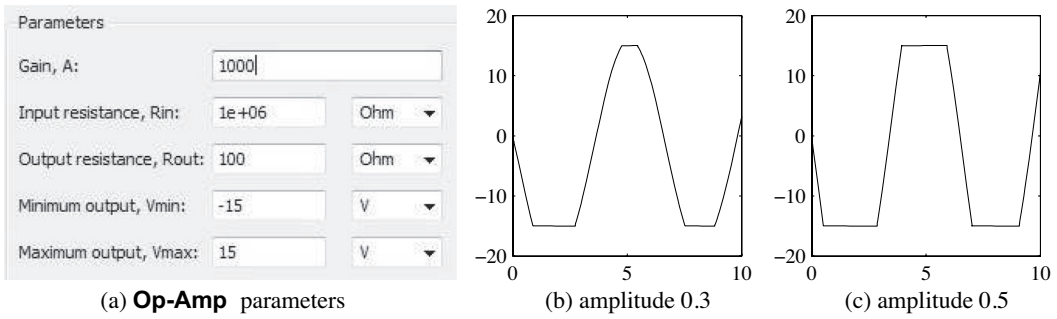 Parameters
Gain, A: 1000
Input resistance, Rin: 1e+06 Ohm
Output resistance, Rout: 100 Ohm
Minimum output, Vmin: -15 V
Maximum output, Vmax: 15 V
(a) Op-Amp parameters
20
10
0
−10
−20
0 5 10
(b) amplitude 0.3
20
10
0
−10
−20
0 5 10
(c) amplitude 0.5